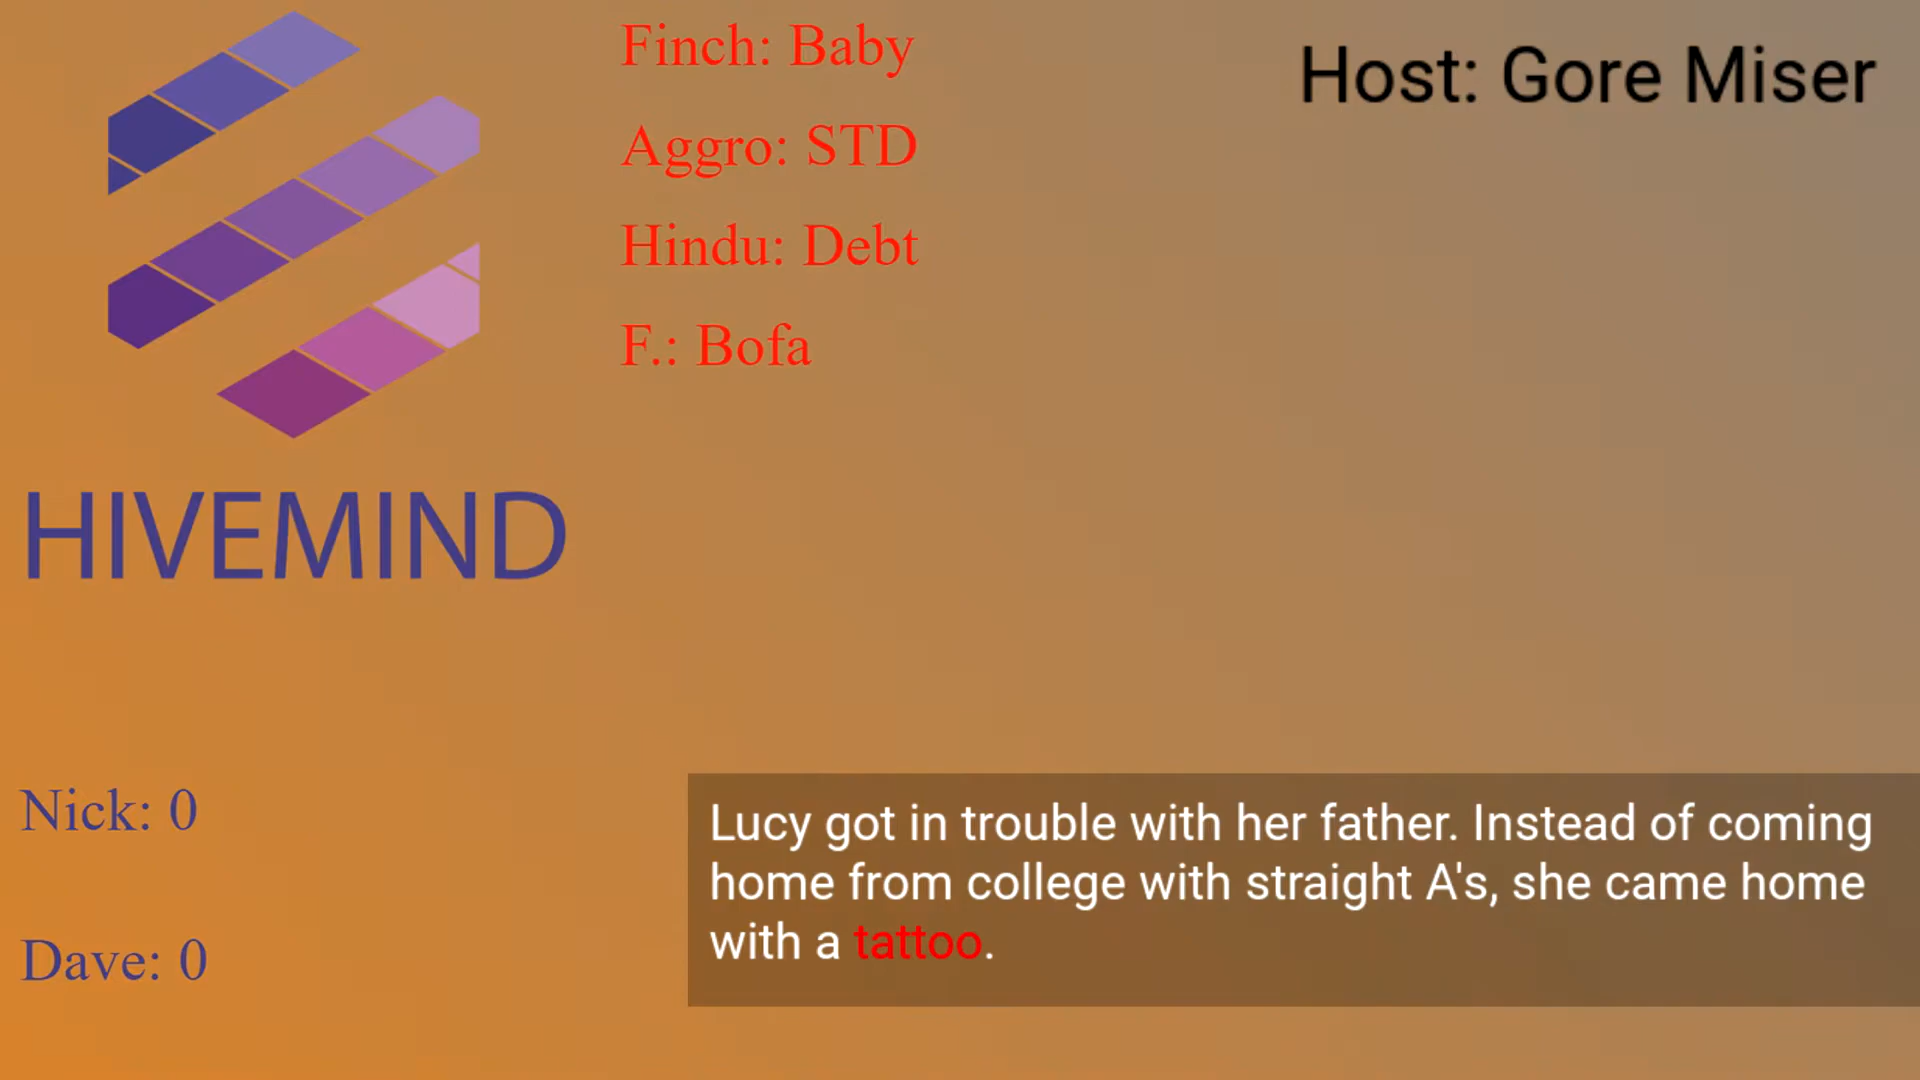 Finch: Baby
Aggro: STD
Hindu: Debt
F.: Bofa
Host: Gore Miser
HIVEMIND
Nick: 0
Dave: 0
Lucy got in trouble with her father. Instead of coming
home from college with straight A's, she came home
with a tattoo.